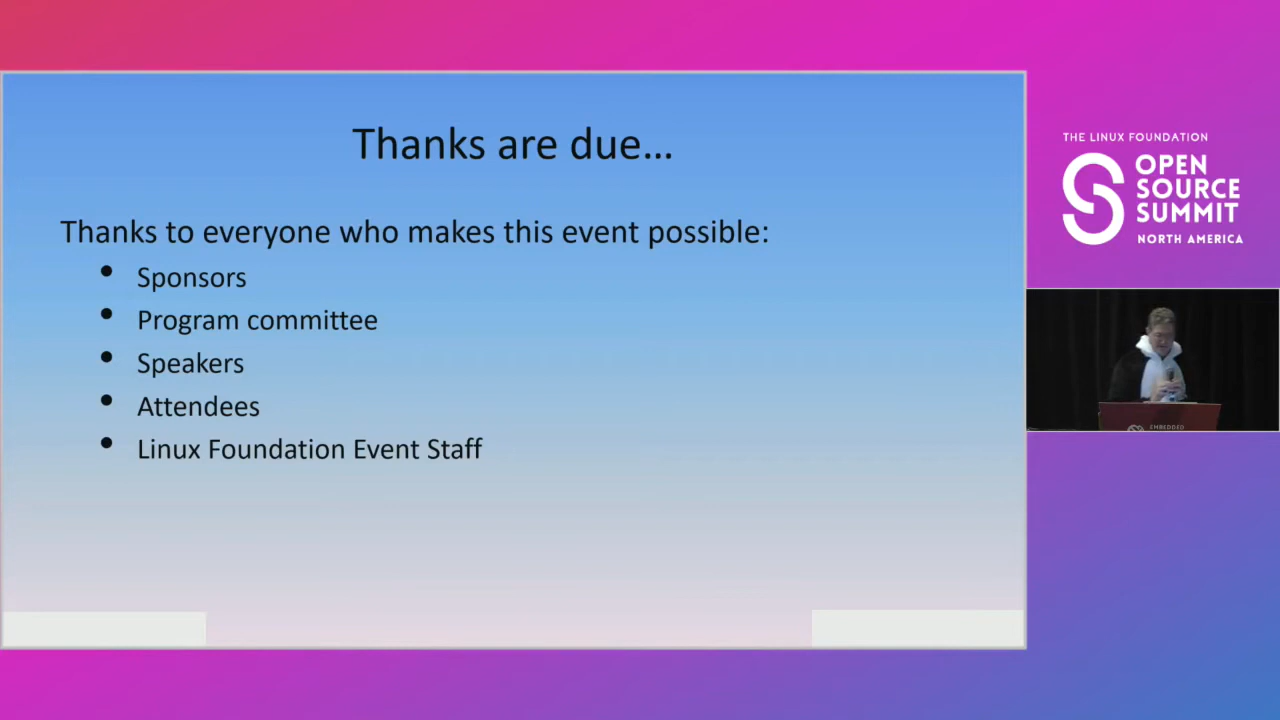 Thanks are due…
Thanks to everyone who makes this event possible:
• Sponsors
• Program committee
• Speakers
• Attendees
• Linux Foundation Event Staff
THE LINUX FOUNDATION
OPEN
SOURCE
SUMMIT
NORTH AMERICA
EMBEDDED